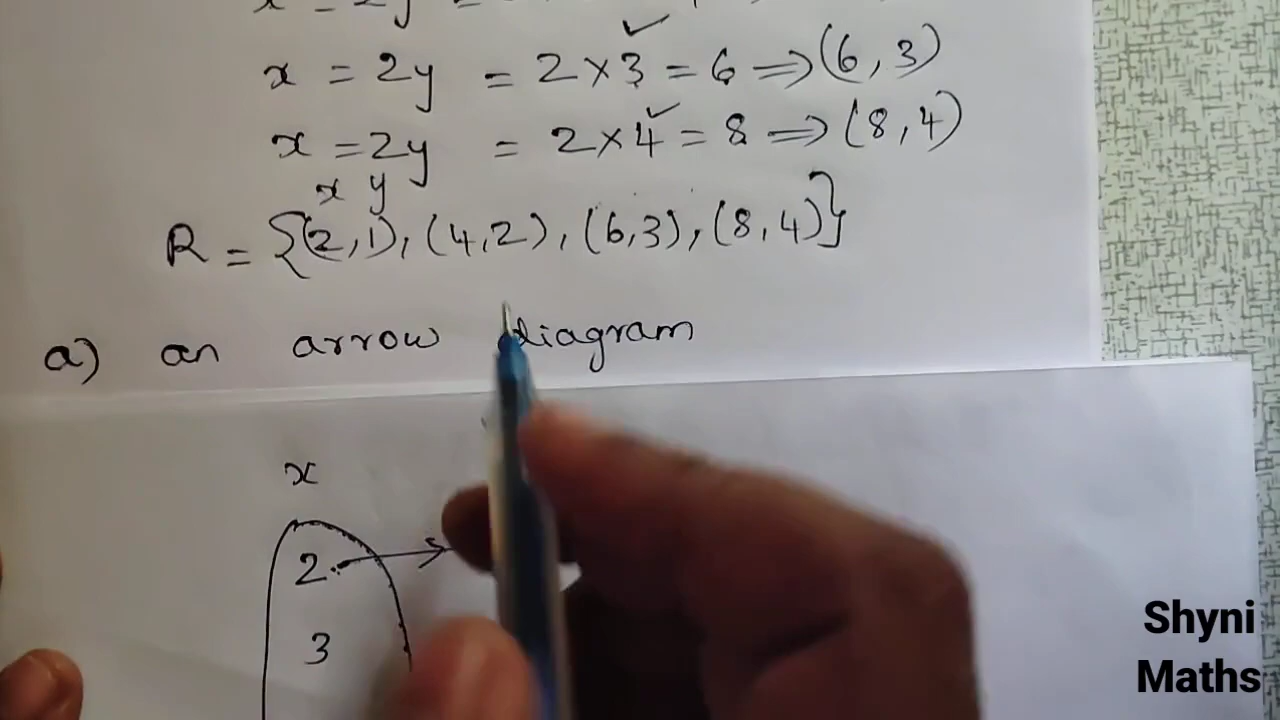 x = 2y = 2×3 = 6 ⇒ (6, 3)
x = 2y = 2×4 = 8 ⇒ (8, 4)
x y
R = {(2,1), (4,2), (6,3), (8,4)}
a) an arrow diagram
x
2
3
Shyni
Maths